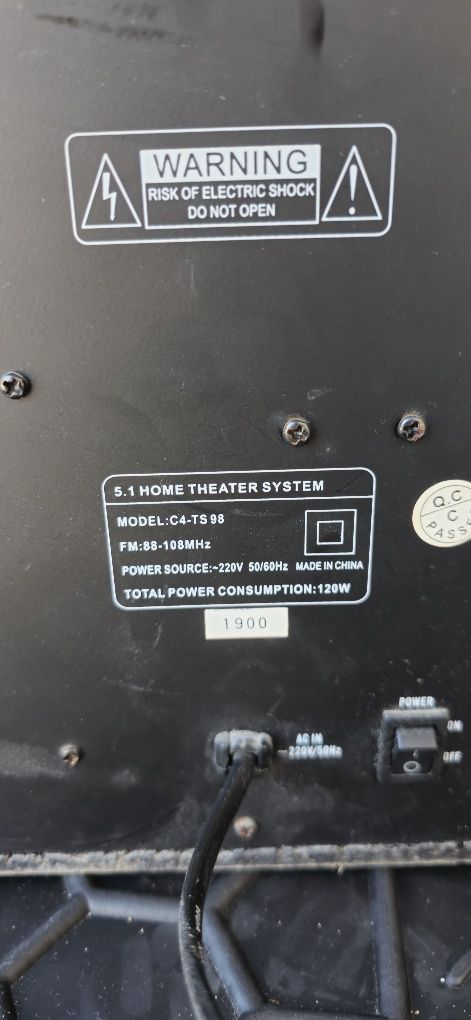 WARNING
RISK OF ELECTRIC SHOCK
DO NOT OPEN
5.1 HOME THEATER SYSTEM
MODEL:C4-TS 98
FM:88-108MHz
POWER SOURCE:~220V 50/60Hz MADE IN CHINA
TOTAL POWER CONSUMPTION:120W
Q.C
C
PASS
1900
POWER
ON
OFF
AC IN
~220V/50Hz